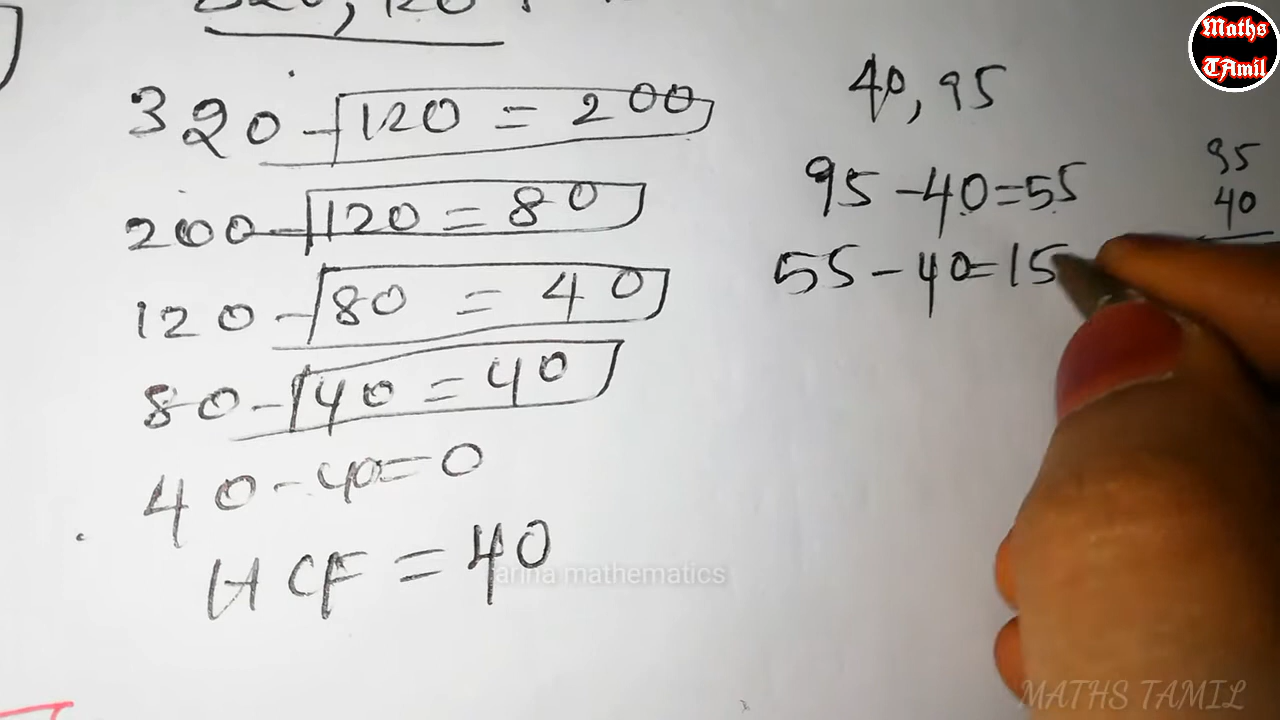 320 - 120 = 200
200 - 120 = 80
120 - 80 = 40
80 - 40 = 40
40 - 40 = 0
HCF = 40
40, 95
95 - 40 = 55
55 - 40 = 15
95
40
Maths
TAmil
mathematics
MATHS TAMIL